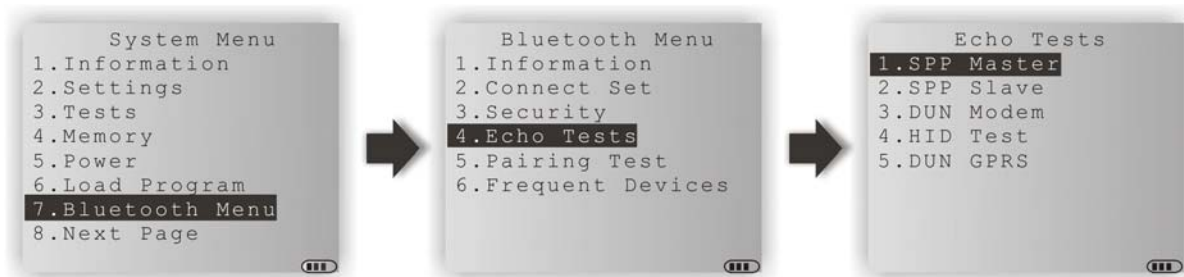 System Menu
1.Information
2.Settings
3.Tests
4.Memory
5.Power
6.Load Program
7.Bluetooth Menu
8.Next Page
Bluetooth Menu
1.Information
2.Connect Set
3.Security
4.Echo Tests
5.Pairing Test
6.Frequent Devices
Echo Tests
1.SPP Master
2.SPP Slave
3.DUN Modem
4.HID Test
5.DUN GPRS